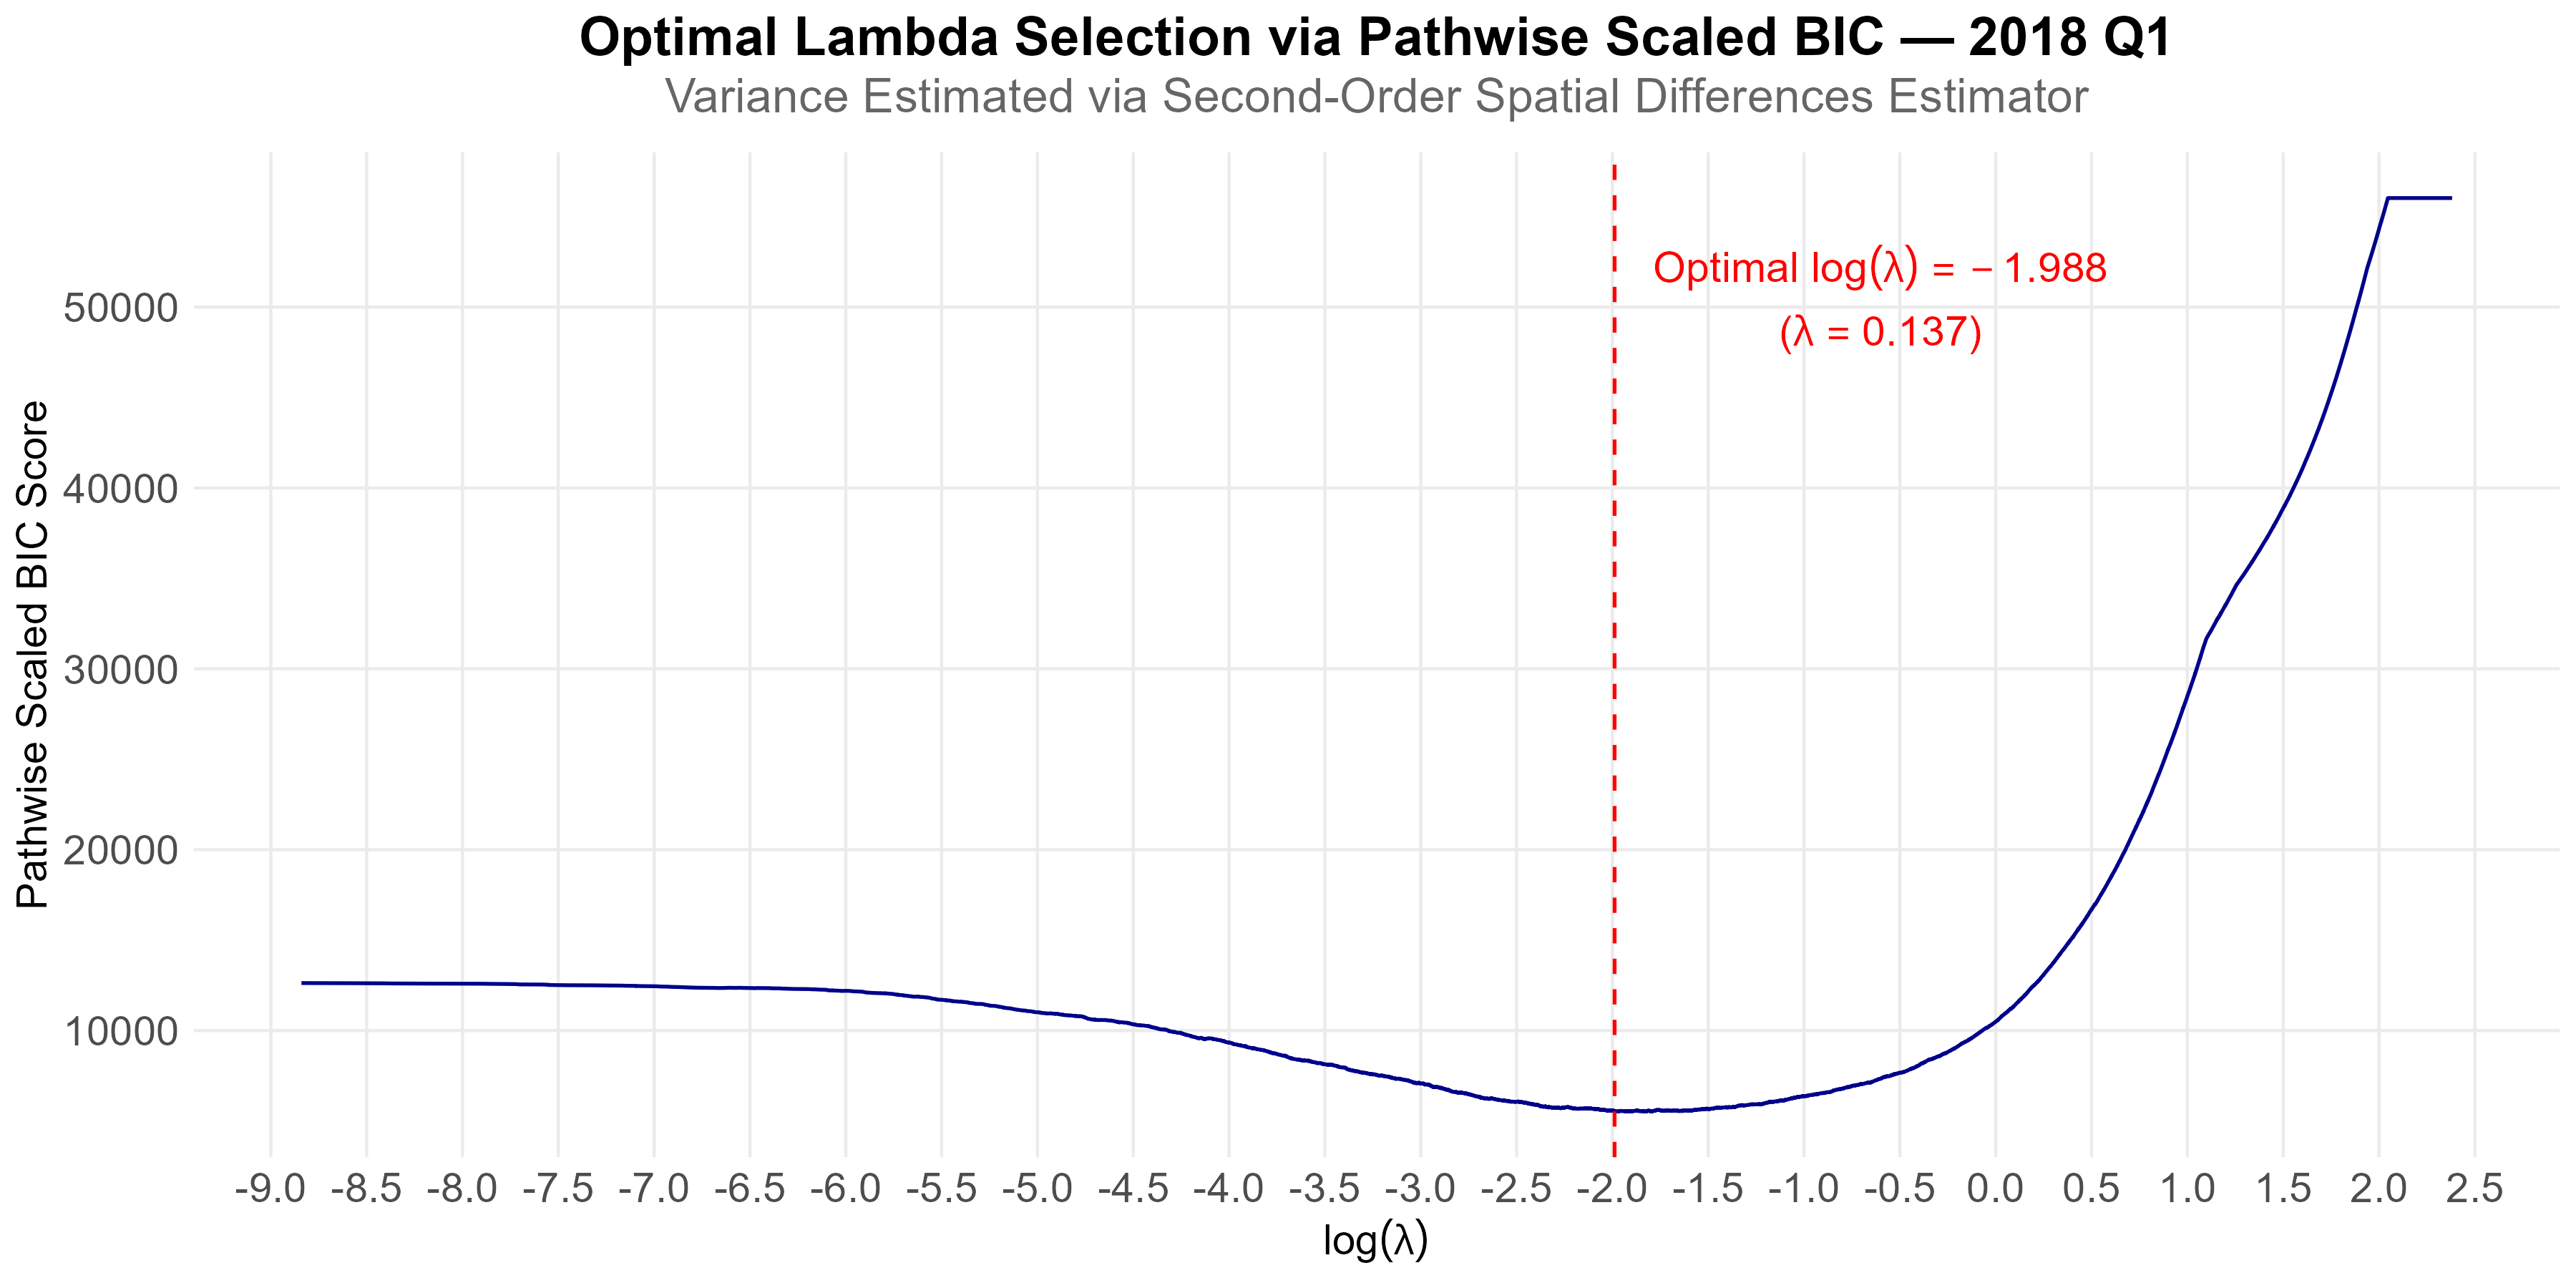 Optimal Lambda Selection via Pathwise Scaled BIC — 2018 Q1
Variance Estimated via Second-Order Spatial Differences Estimator
Optimal log(λ) = − 1.988
(λ = 0.137)
Pathwise Scaled BIC Score
50000
40000
30000
20000
10000
-9.0 -8.5 -8.0 -7.5 -7.0 -6.5 -6.0 -5.5 -5.0 -4.5 -4.0 -3.5 -3.0 -2.5 -2.0 -1.5 -1.0 -0.5 0.0 0.5 1.0 1.5 2.0 2.5
log(λ)